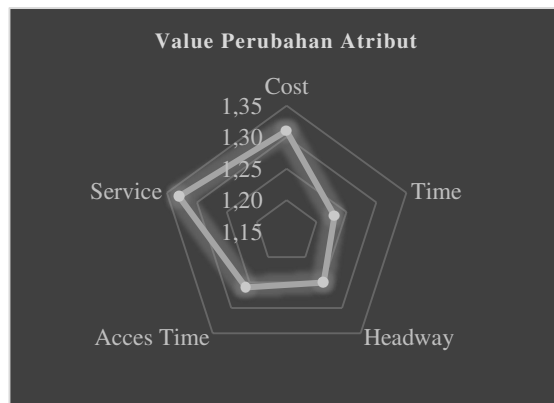 Value Perubahan Atribut
Cost
1,35
1,30
1,25
1,20
1,15
Service
Time
Acces Time
Headway